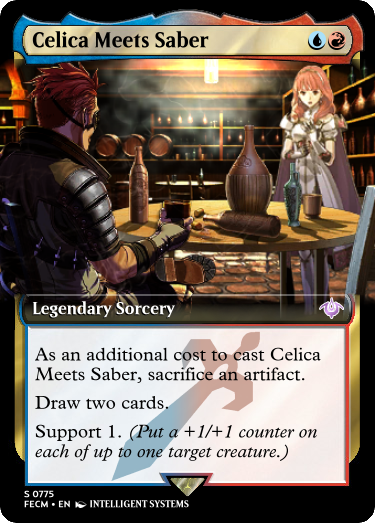 Celica Meets Saber
Legendary Sorcery
As an additional cost to cast Celica
Meets Saber, sacrifice an artifact.
Draw two cards.
Support 1. (Put a +1/+1 counter on
each of up to one target creature.)
S 0775
FECM • EN INTELLIGENT SYSTEMS